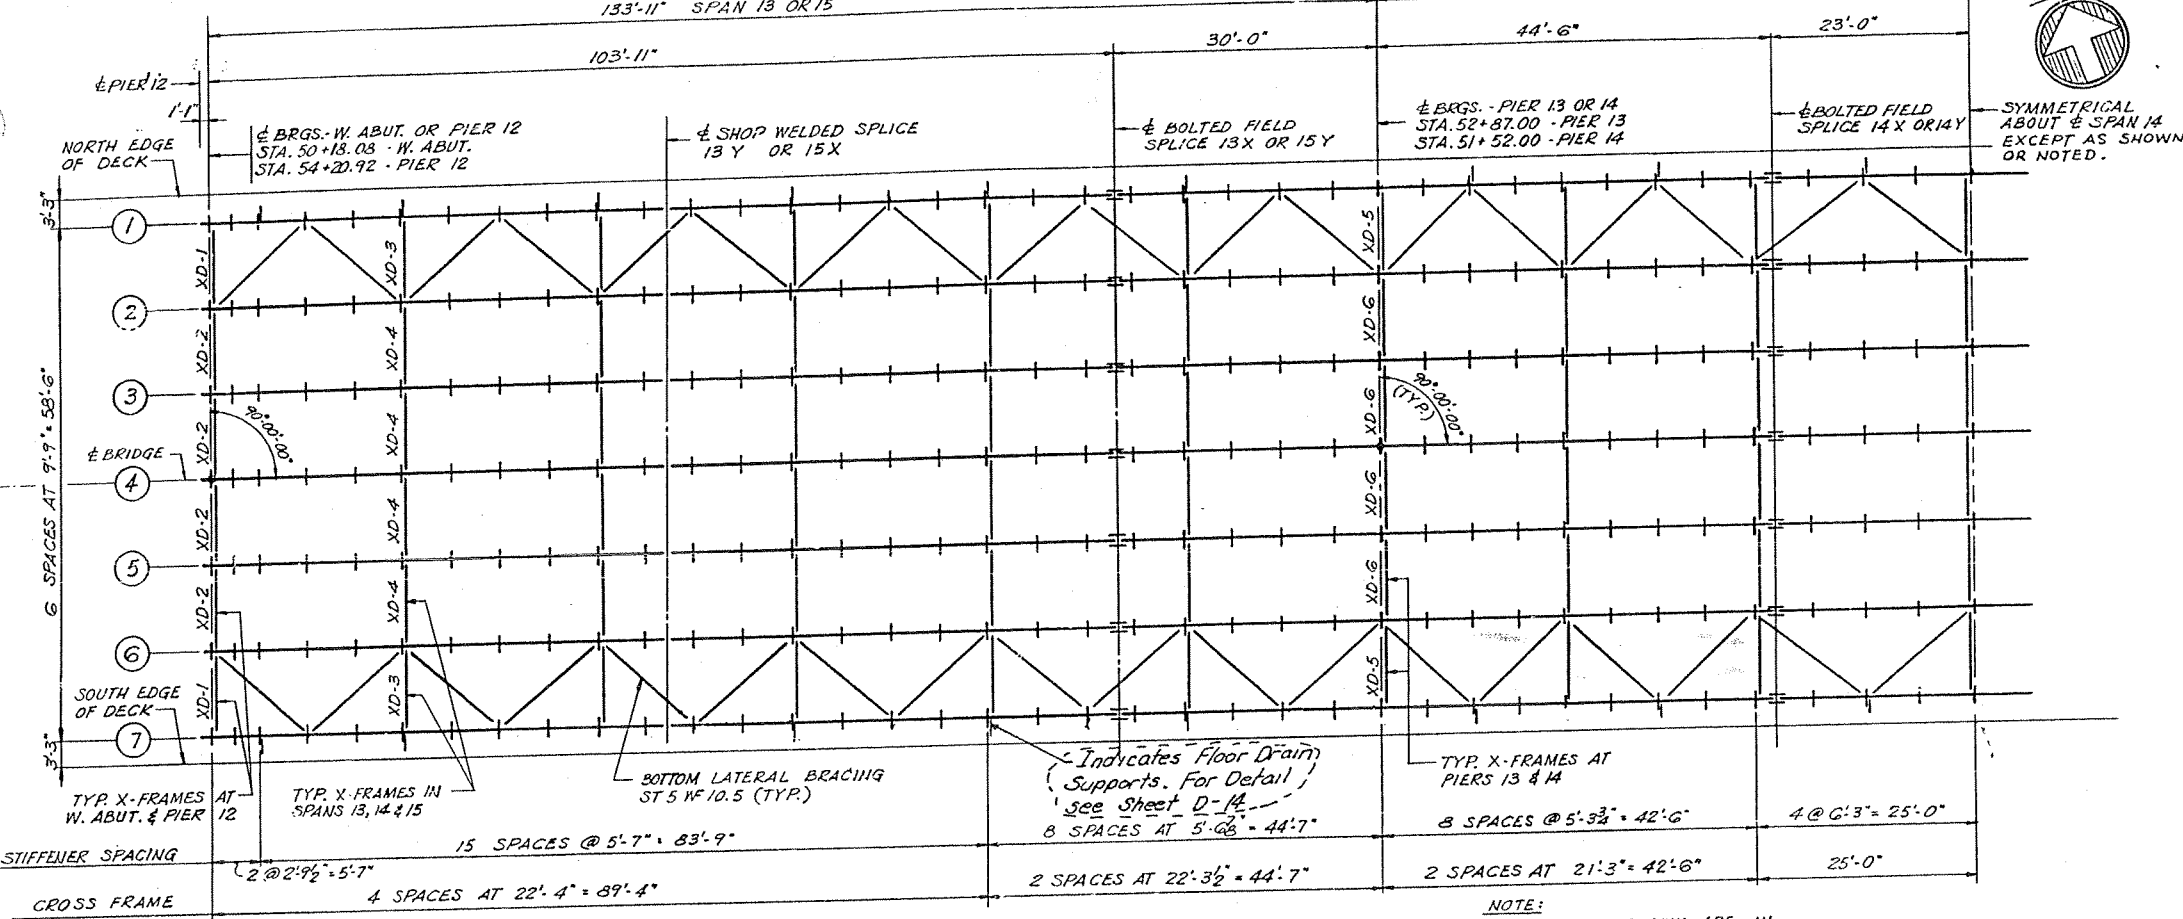 133'-11" SPAN 13 OR 15
103'-11"
30'-0"
44'-6"
23'-0"
℄ PIER 12
1'-1"
℄ BRGS.- W. ABUT. OR PIER 12
STA. 50+18.08 - W. ABUT.
STA. 54+20.92 - PIER 12
℄ SHOP WELDED SPLICE
13 Y OR 15 X
℄ BOLTED FIELD
SPLICE 13X OR 15Y
℄ BRGS. - PIER 13 OR 14
STA. 52+87.00 - PIER 13
STA. 51+52.00 - PIER 14
℄ BOLTED FIELD
SPLICE 14X OR 14Y
SYMMETRICAL
ABOUT ℄ SPAN 14
EXCEPT AS SHOWN
OR NOTED.
NORTH EDGE
OF DECK
3'-3"
6 SPACES AT 9'-9" = 58'-6"
3'-3"
1
2
3
℄ BRIDGE
4
5
6
SOUTH EDGE
OF DECK
7
XD-1
XD-2
XD-2
XD-2
XD-2
XD-1
90°-00'-00"
XD-3
XD-4
XD-4
XD-4
XD-4
XD-3
XD-5
XD-6
XD-6
XD-6
XD-6
XD-5
90°-00'-00"
(TYP.)
TYP. X-FRAMES AT
W. ABUT. & PIER 12
TYP. X-FRAMES IN
SPANS 13, 14 & 15
BOTTOM LATERAL BRACING
ST 5 WF 10.5 (TYP.)
Indicates Floor Drain
Supports. For Detail
see Sheet D-14
TYP. X-FRAMES AT
PIERS 13 & 14
STIFFENER SPACING
2 @ 2'-9½" = 5'-7"
15 SPACES @ 5'-7" = 83'-9"
8 SPACES AT 5'-6⅞" = 44'-7"
8 SPACES @ 5'-3¾" = 42'-6"
4 @ 6'-3" = 25'-0"
CROSS FRAME
4 SPACES AT 22'-4" = 89'-4"
2 SPACES AT 22'-3½" = 44'-7"
2 SPACES AT 21'-3" = 42'-6"
25'-0"
NOTE: